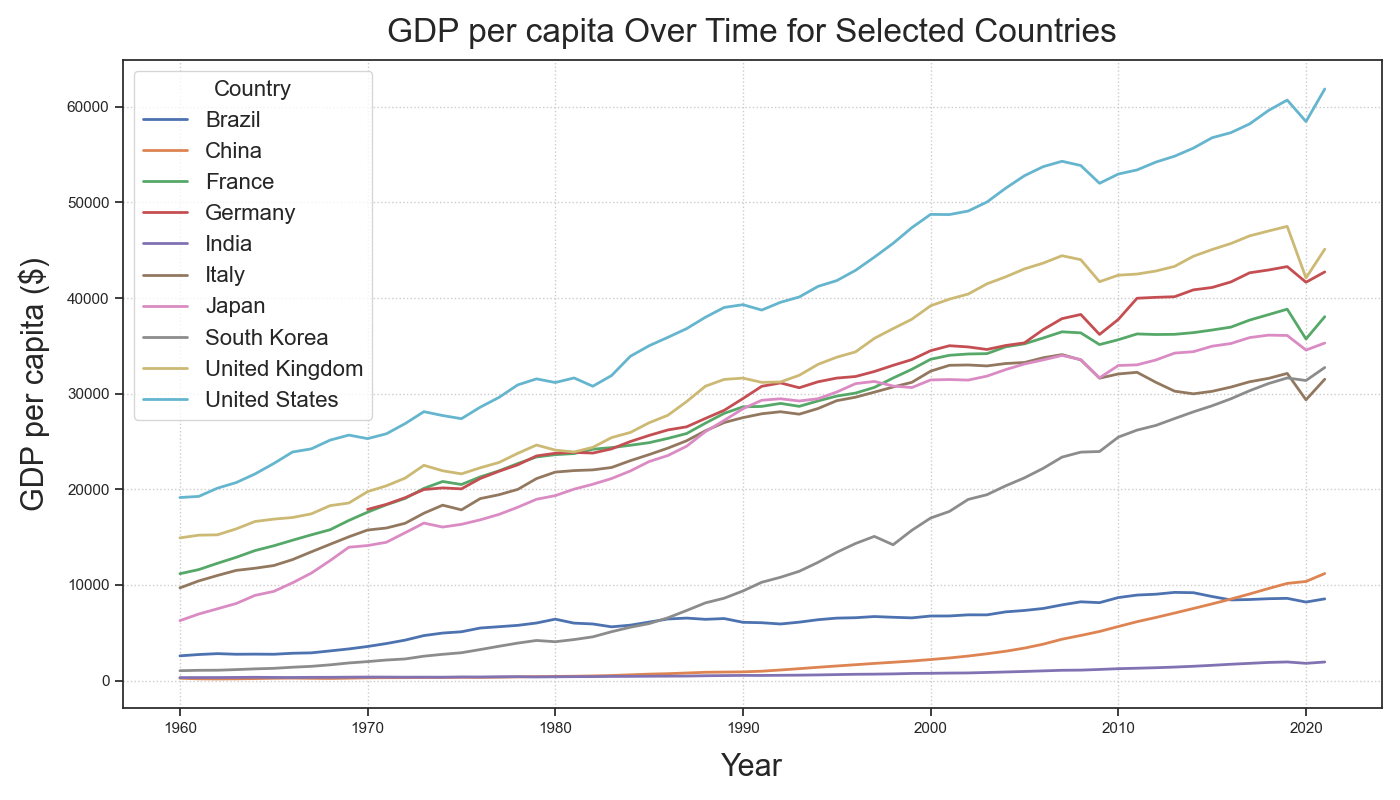 GDP per capita Over Time for Selected Countries
GDP per capita ($)
60000
50000
40000
30000
20000
10000
0
Country
Brazil
China
France
Germany
India
Italy
Japan
South Korea
United Kingdom
United States
1960 1970 1980 1990 2000 2010 2020
Year